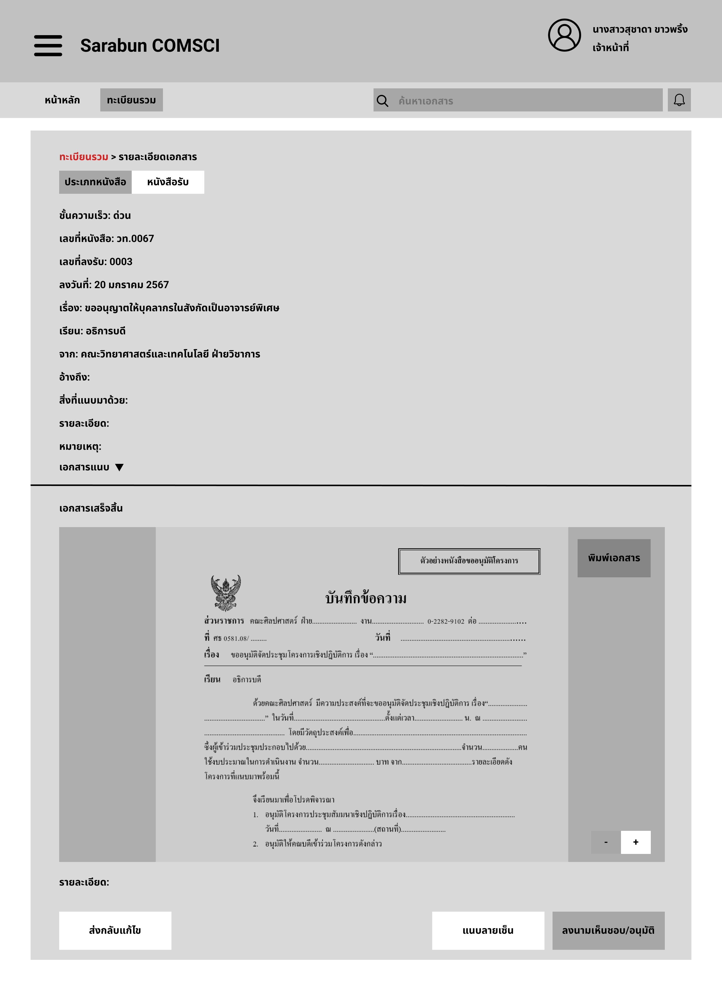 Sarabun COMSCI
นางสาวสุชาดา ขาวพริ้ง
เจ้าหน้าที่
หน้าหลัก
ทะเบียนรวม
ค้นหาเอกสาร
ทะเบียนรวม > รายละเอียดเอกสาร
ประเภทหนังสือ
หนังสือรับ
ชั้นความเร็ว: ด่วน
เลขที่หนังสือ: วท.0067
เลขที่ลงรับ: 0003
ลงวันที่: 20 มกราคม 2567
เรื่อง: ขออนุญาตให้บุคลากรในสังกัดเป็นอาจารย์พิเศษ
เรียน: อธิการบดี
จาก: คณะวิทยาศาสตร์และเทคโนโลยี ฝ่ายวิชาการ
อ้างถึง:
สิ่งที่แนบมาด้วย:
รายละเอียด:
หมายเหตุ:
เอกสารแนบ ▼
เอกสารเสร็จสิ้น
พิมพ์เอกสาร
ตัวอย่างหนังสือขออนุมัติโครงการ
บันทึกข้อความ
ส่วนราชการ คณะศิลปศาสตร์ ฝ่าย......................... งาน............................. 0-2282-9102 ต่อ .........................
ที่ ศธ 0581.08/ ......... วันที่ ....................................................................
เรื่อง ขออนุมัติจัดประชุมโครงการเชิงปฏิบัติการ เรื่อง “....................................................................................”
เรียน อธิการบดี
ด้วยคณะศิลปศาสตร์ มีความประสงค์ที่จะขออนุมัติจัดประชุมเชิงปฏิบัติการ เรื่อง“......................
..................................” ในวันที่...................................................ตั้งแต่เวลา........................... น. ณ .........................
............................................. โดยมีวัตถุประสงค์เพื่อ.................................................................................................
ซึ่งผู้เข้าร่วมประชุมประกอบไปด้วย.......................................................................................จำนวน....................คน
ใช้งบประมาณในการดำเนินงาน จำนวน............................... บาท จาก.......................................รายละเอียดดัง
โครงการที่แนบมาพร้อมนี้
จึงเรียนมาเพื่อโปรดพิจารณา
1. อนุมัติโครงการประชุมสัมมนาเชิงปฏิบัติการเรื่อง.............................................................
วันที่........................ ณ .......................(สถานที่).........................
2. อนุมัติให้คณบดีเข้าร่วมโครงการดังกล่าว
- +
รายละเอียด:
ส่งกลับแก้ไข
แนบลายเซ็น
ลงนามเห็นชอบ/อนุมัติ